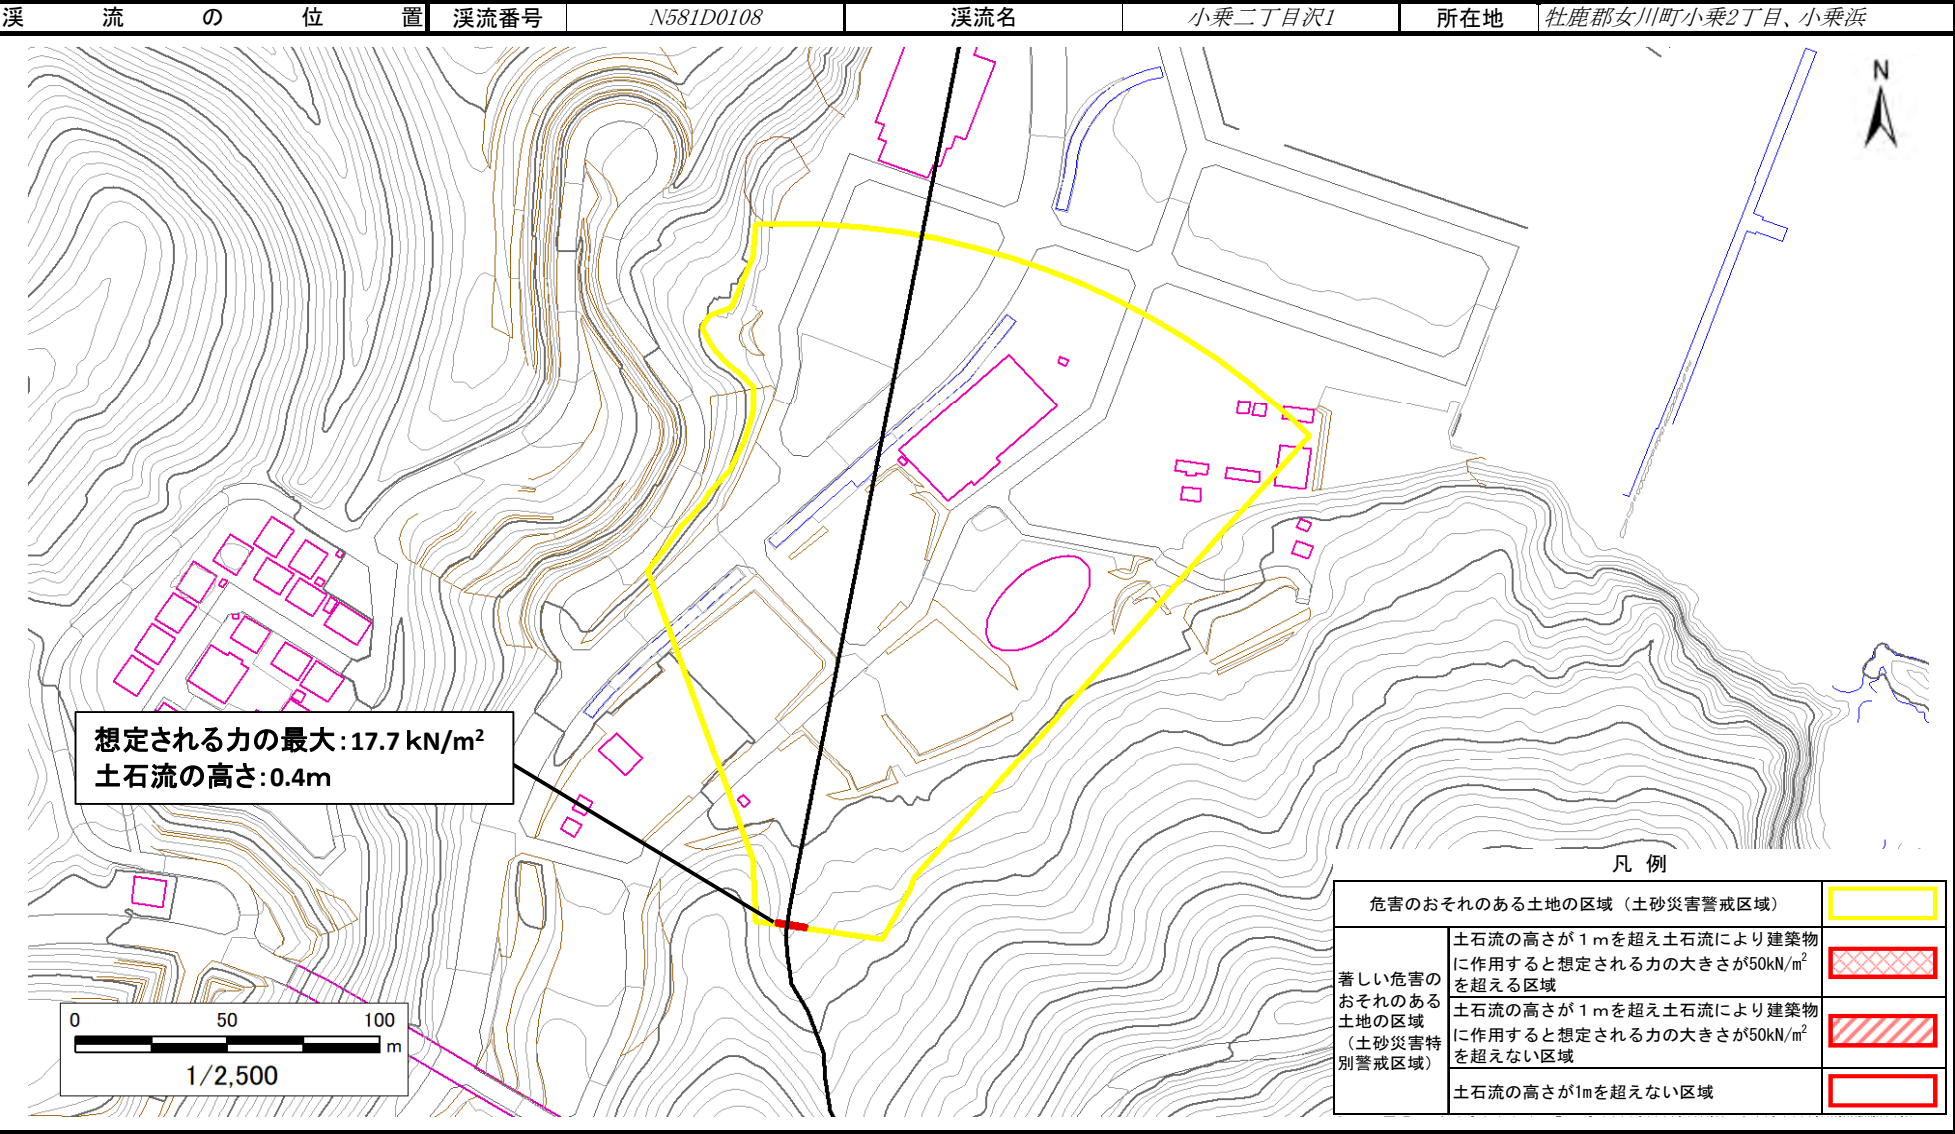 渓流の位置 渓流番号 N581D0108 渓流名 小乗二丁目沢1 所在地 牡鹿郡女川町小乗2丁目、小乗浜
N
想定される力の最大:17.7 kN/m²
土石流の高さ:0.4m
0 50 100
m
1/2,500
凡 例
危害のおそれのある土地の区域（土砂災害警戒区域）
著しい危害の
おそれのある
土地の区域
（土砂災害特
別警戒区域）
土石流の高さが１ｍを超え土石流により建築物
に作用すると想定される力の大きさが50kN/m²
を超える区域
土石流の高さが１ｍを超え土石流により建築物
に作用すると想定される力の大きさが50kN/m²
を超えない区域
土石流の高さが1mを超えない区域